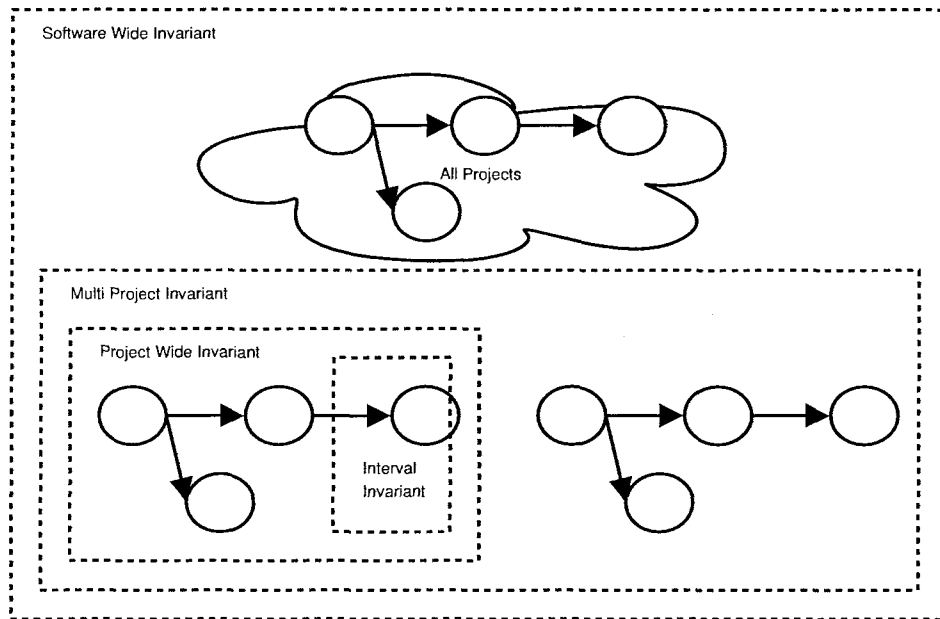 Software Wide Invariant
All Projects
Multi Project Invariant
Project Wide Invariant
Interval
Invariant